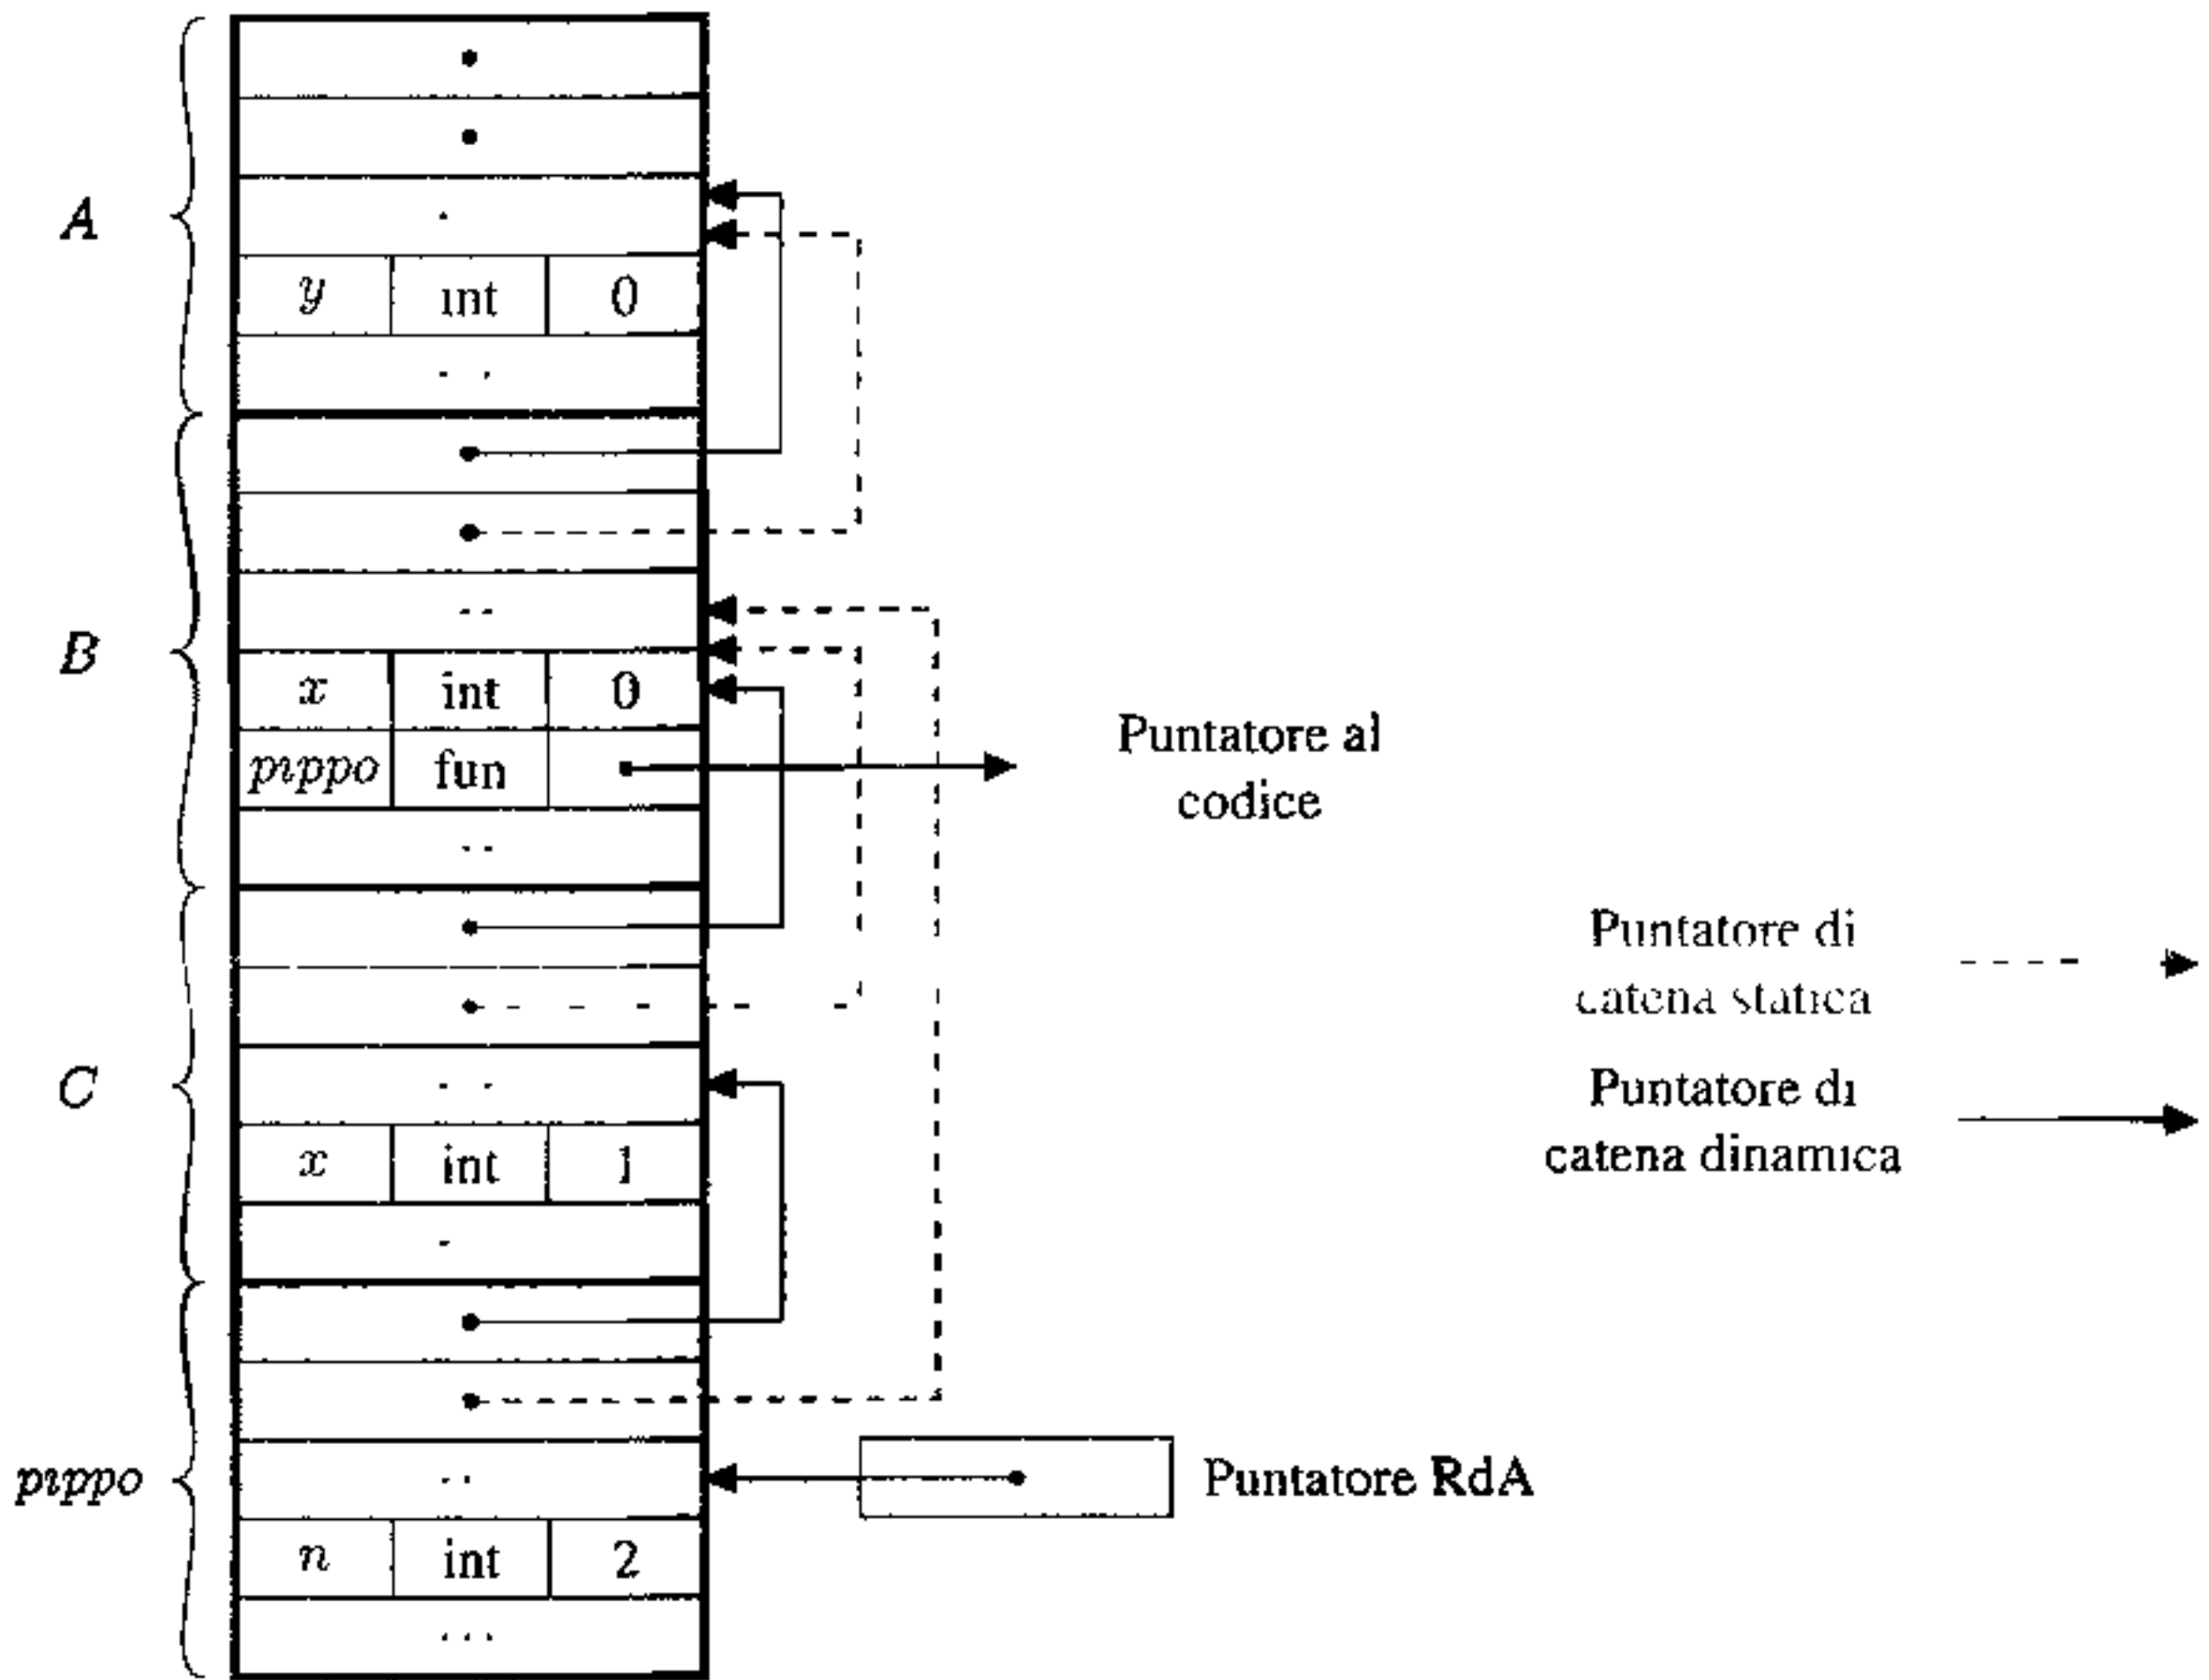 A
y int 0
B
x int 0
pippo fun
Puntatore al
codice
Puntatore di
catena statica
C
Puntatore di
catena dinamica
x int 1
pippo
Puntatore RdA
n int 2
...